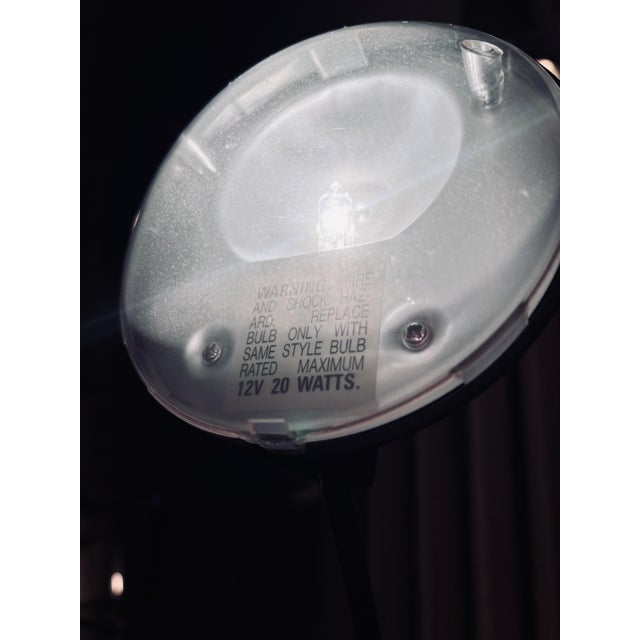 WARNING: FIRE
AND SHOCK HAZ-
ARD. REPLACE
BULB ONLY WITH
SAME STYLE BULB
RATED MAXIMUM
12V 20 WATTS.